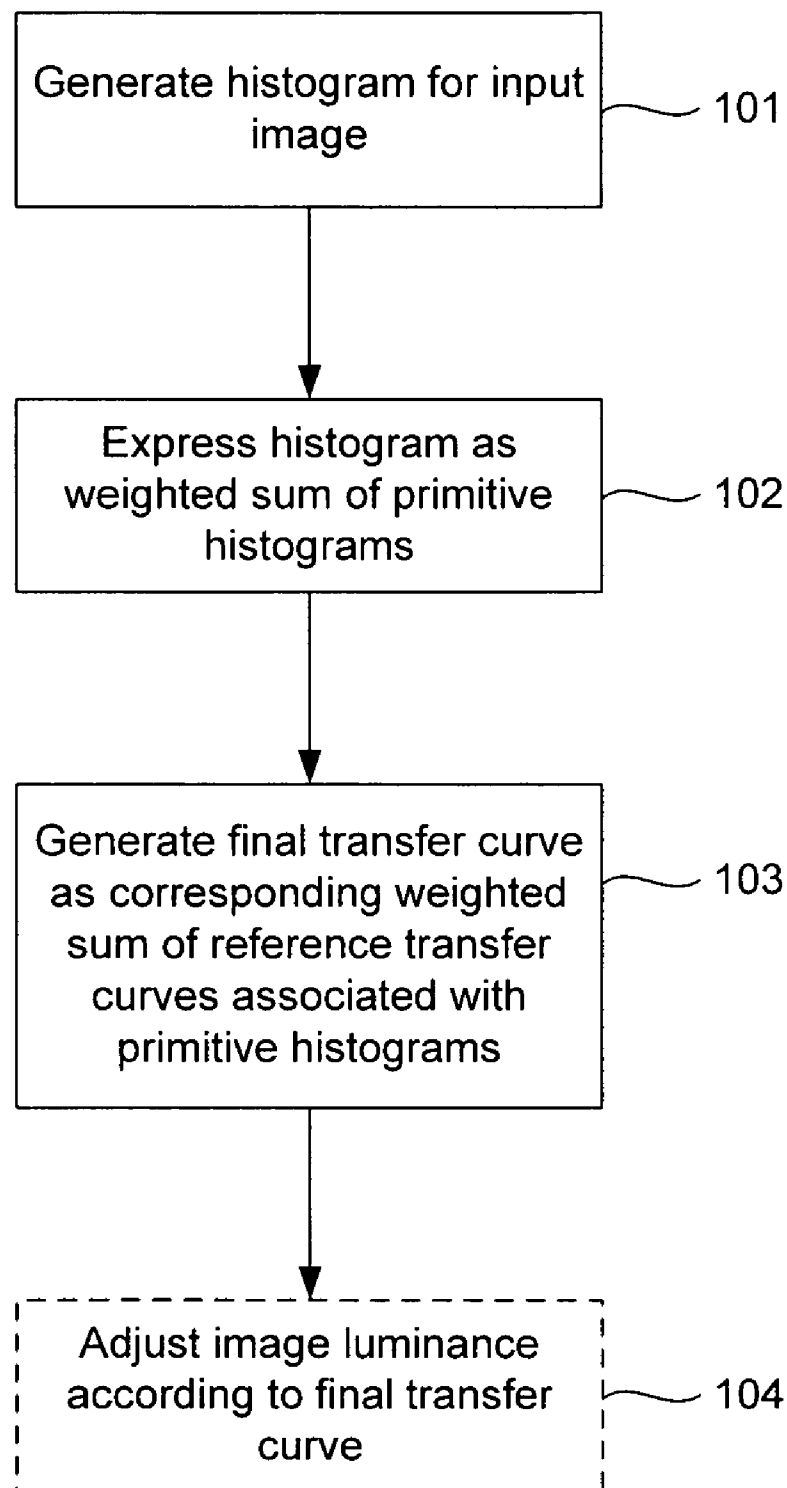 Generate histogram for input
image
101
Express histogram as
weighted sum of primitive
histograms
102
Generate final transfer curve
as corresponding weighted
sum of reference transfer
curves associated with
primitive histograms
103
Adjust image luminance
according to final transfer
curve
104